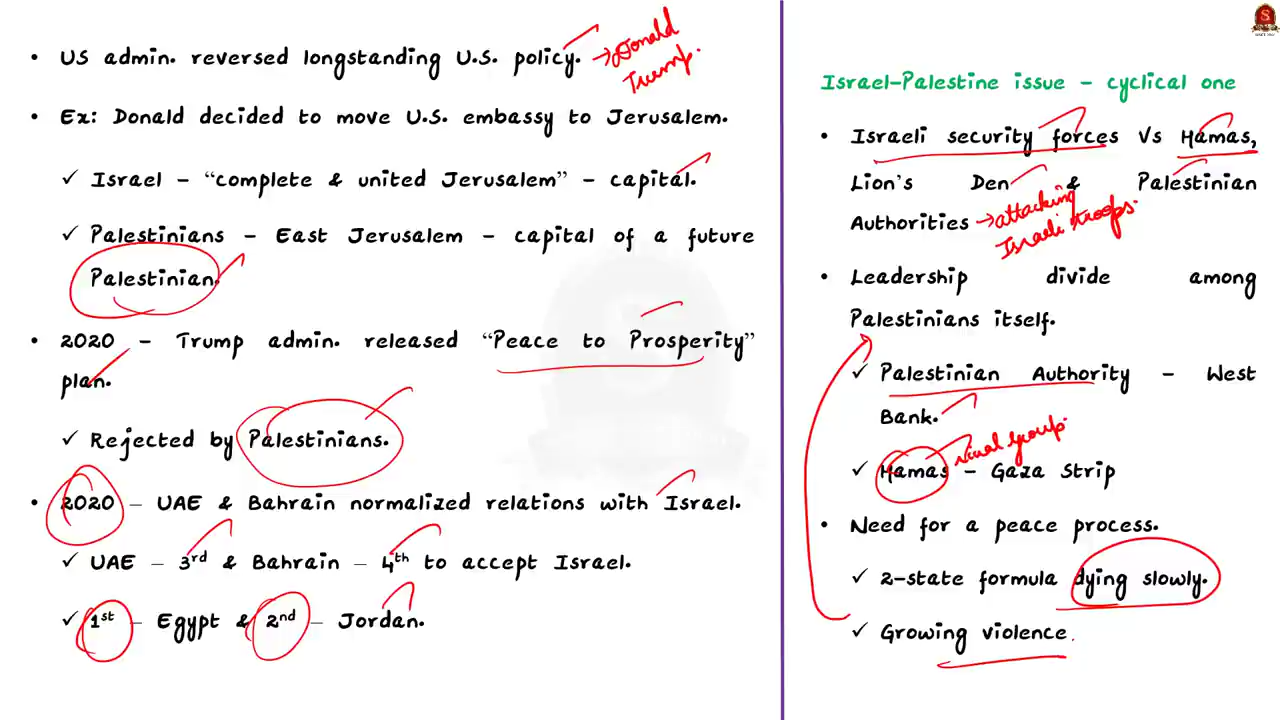 • US admin. reversed longstanding U.S. policy. → Donald
Trump.
• Ex: Donald decided to move U.S. embassy to Jerusalem.
✓ Israel – "complete & united Jerusalem" – capital.
✓ Palestinians – East Jerusalem – capital of a future
Palestinian.
• 2020 – Trump admin. released "Peace to Prosperity"
plan.
✓ Rejected by Palestinians.
• 2020 – UAE & Bahrain normalized relations with Israel.
✓ UAE – 3rd & Bahrain – 4th to accept Israel.
✓ 1st – Egypt & 2nd – Jordan.
Israel-Palestine issue – cyclical one
• Israeli security forces Vs Hamas,
Lion's Den & Palestinian
Authorities → attacking
Israeli troops.
• Leadership divide among
Palestinians itself.
✓ Palestinian Authority – West
Bank.
✓ Hamas – Gaza Strip
rival group.
• Need for a peace process.
✓ 2-state formula dying slowly.
✓ Growing violence.